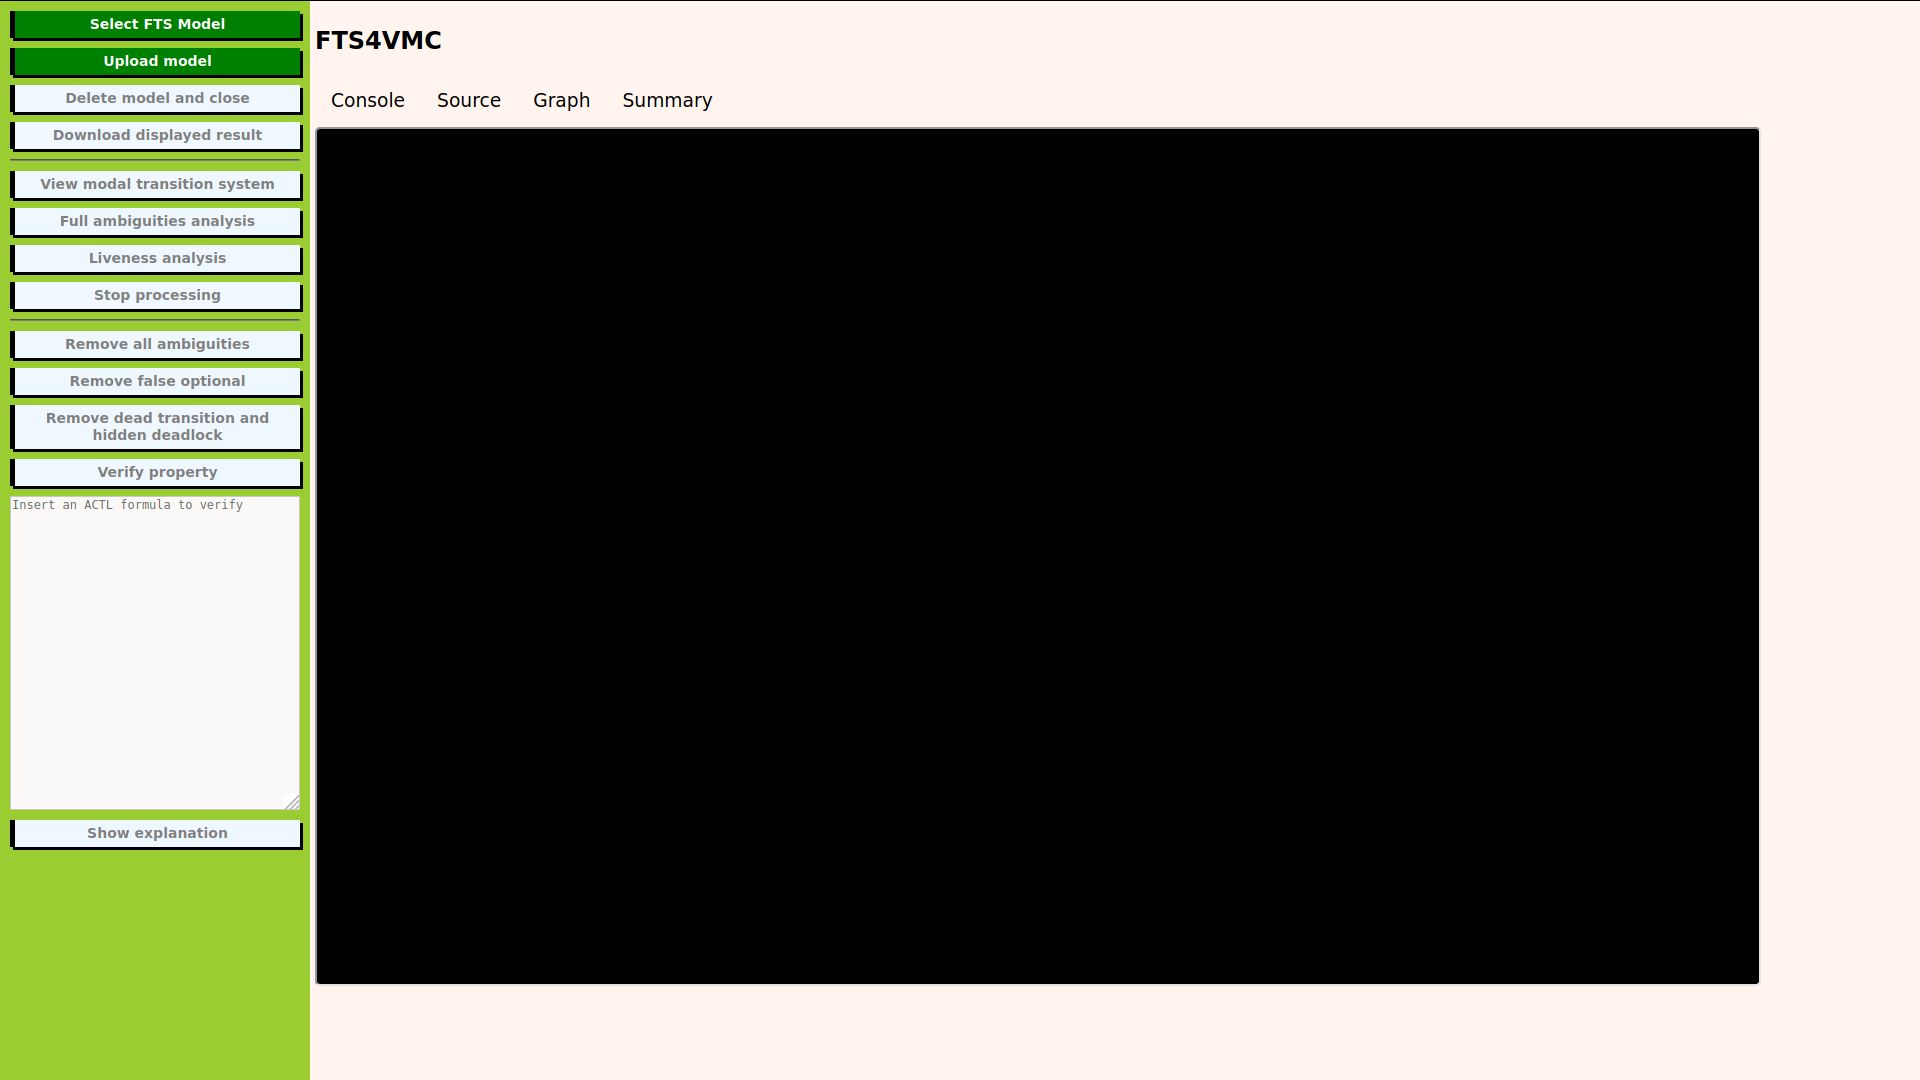 Select FTS Model
Upload model
Delete model and close
Download displayed result
View modal transition system
Full ambiguities analysis
Liveness analysis
Stop processing
Remove all ambiguities
Remove false optional
Remove dead transition and
hidden deadlock
Verify property
Insert an ACTL formula to verify
Show explanation
FTS4VMC
Console Source Graph Summary